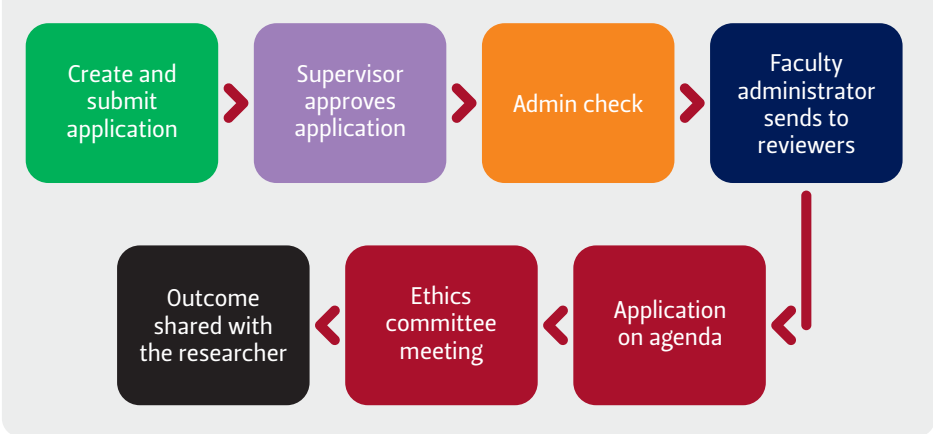 Create and
submit
application
Supervisor
approves
application
Admin check
Faculty
administrator
sends to
reviewers
Application
on agenda
Ethics
committee
meeting
Outcome
shared with
the researcher